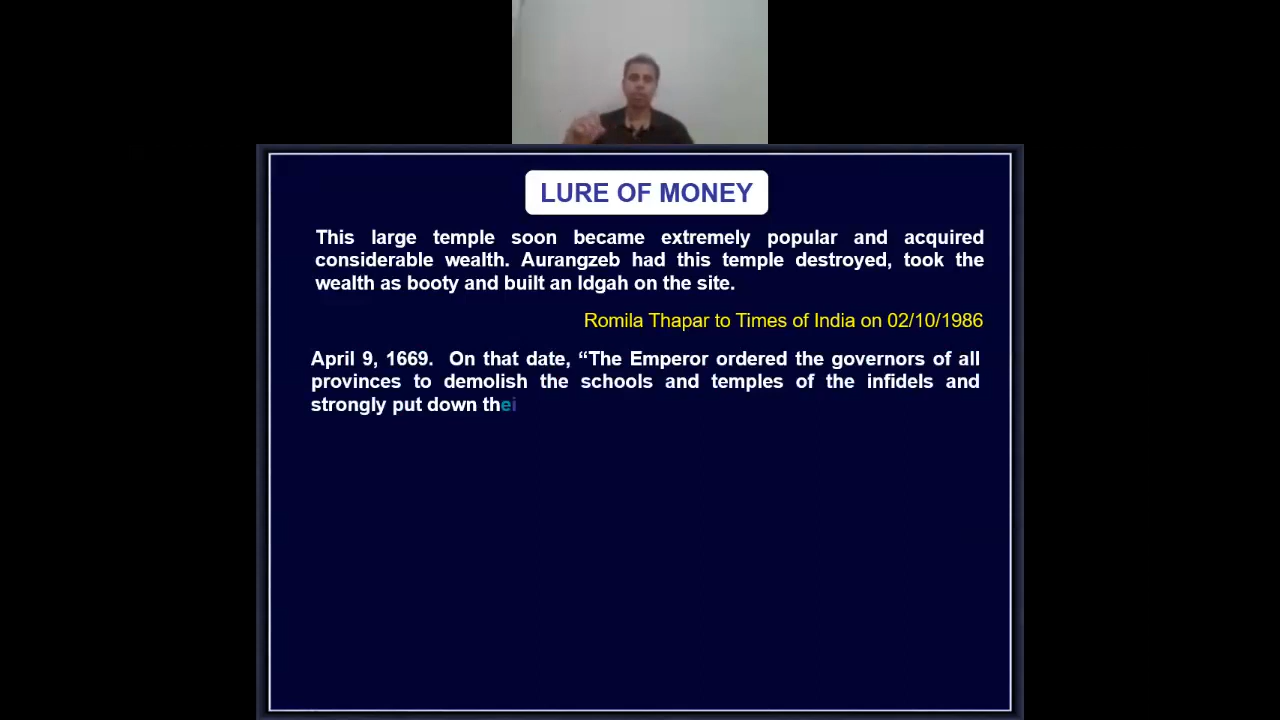 LURE OF MONEY
This large temple soon became extremely popular and acquired
considerable wealth. Aurangzeb had this temple destroyed, took the
wealth as booty and built an Idgah on the site.
Romila Thapar to Times of India on 02/10/1986
April 9, 1669. On that date, “The Emperor ordered the governors of all
provinces to demolish the schools and temples of the infidels and
strongly put down thei